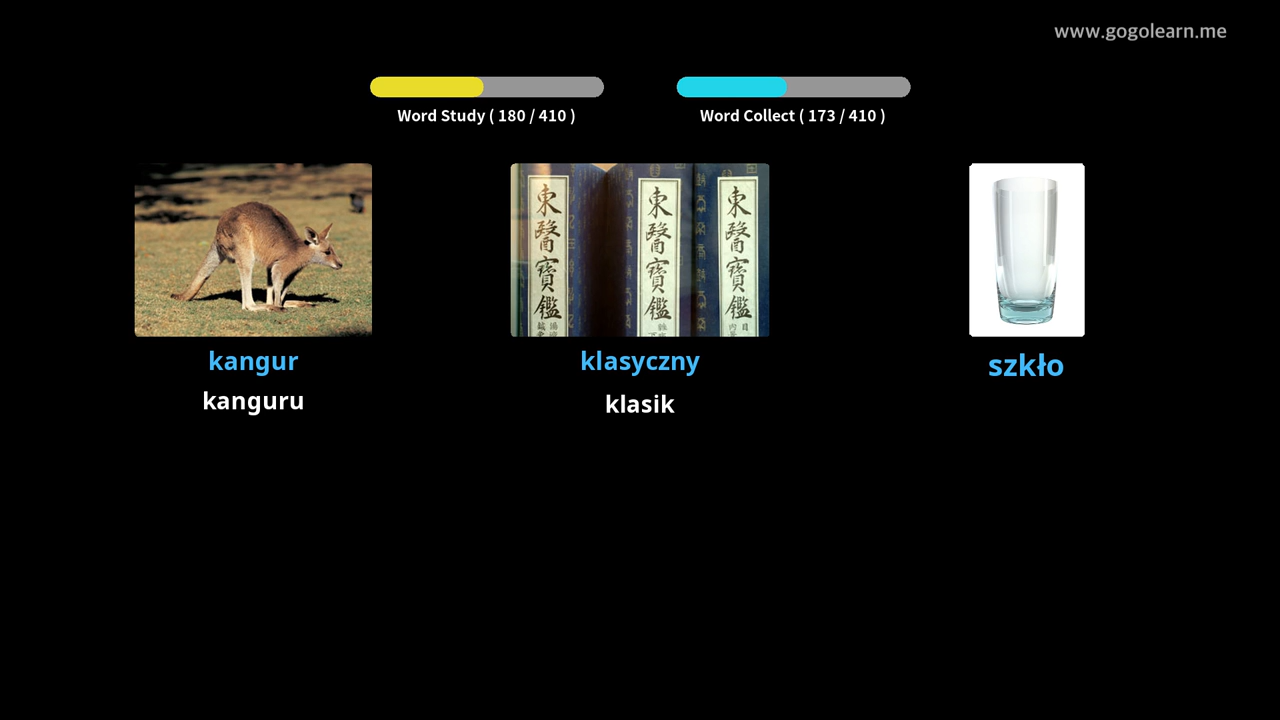 www.gogolearn.me
Word Study ( 180 / 410 )
Word Collect ( 173 / 410 )
東醫寶鑑
東醫寶鑑
東醫寶鑑
kangur
klasyczny
szkło
kanguru
klasik